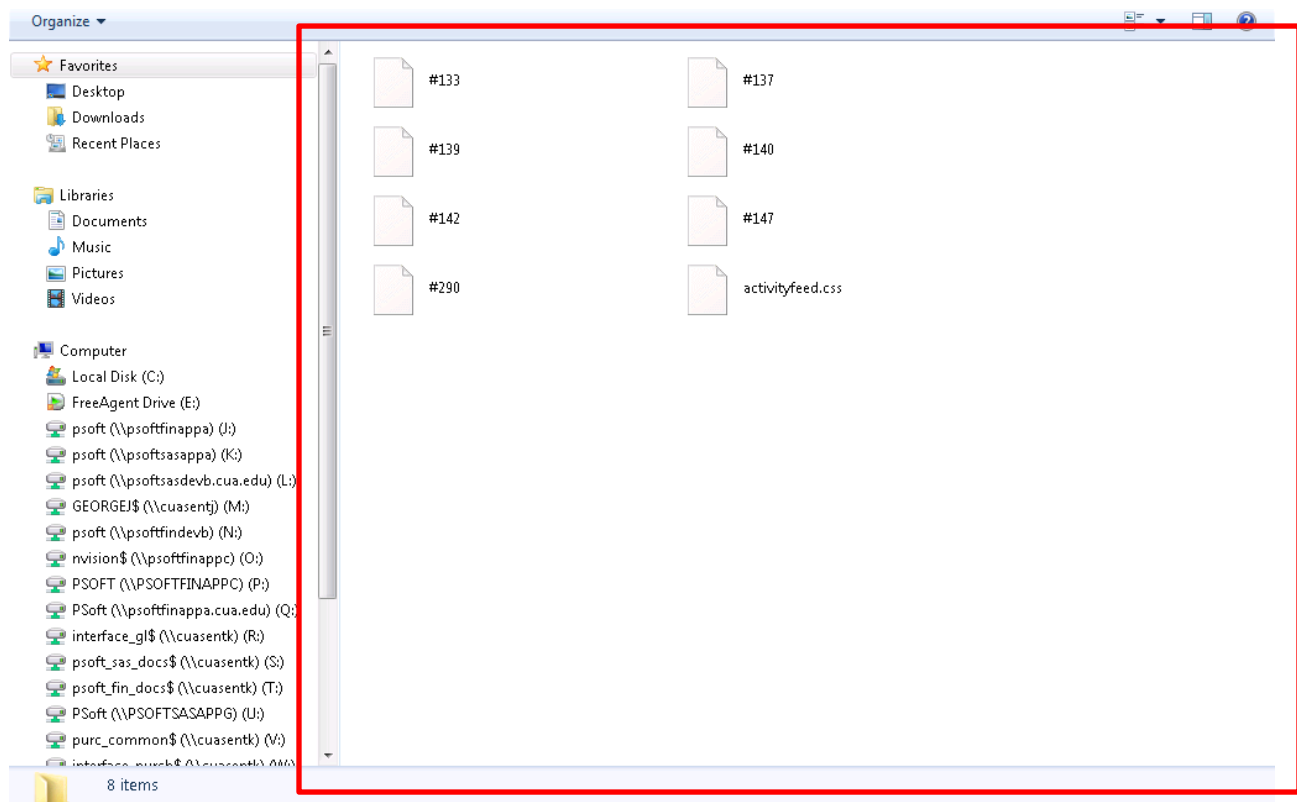 Organize
Favorites
Desktop
Downloads
Recent Places
Libraries
Documents
Music
Pictures
Videos
Computer
Local Disk (C:)
FreeAgent Drive (E:)
psoft (\\psoftfinappa) (J:)
psoft (\\psoftsasappa) (K:)
psoft (\\psoftsasdevb.cua.edu) (L:)
GEORGEJ$ (\\cuasentj) (M:)
psoft (\\psoftfindevb) (N:)
nvision$ (\\psoftfinappc) (O:)
PSOFT (\\PSOFTFINAPPC) (P:)
PSoft (\\psoftfinappa.cua.edu) (Q:)
interface_gl$ (\\cuasentk) (R:)
psoft_sas_docs$ (\\cuasentk) (S:)
psoft_fin_docs$ (\\cuasentk) (T:)
PSoft (\\PSOFTSASAPPG) (U:)
purc_common$ (\\cuasentk) (V:)
#133 #137
#139 #140
#142 #147
#290 activityfeed.css
8 items